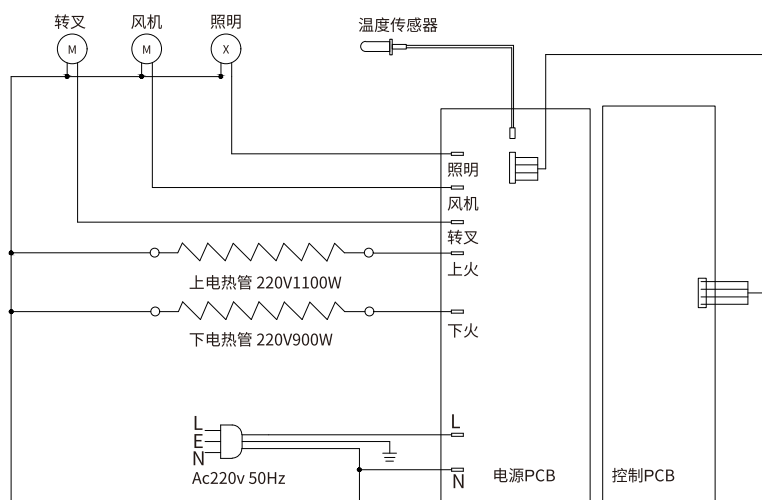 转叉
风机
照明
温度传感器
M
M
X
照明
风机
转叉
上火
上电热管 220V1100W
下火
下电热管 220V900W
L
L
E
N
Ac220v 50Hz
N
电源PCB
控制PCB